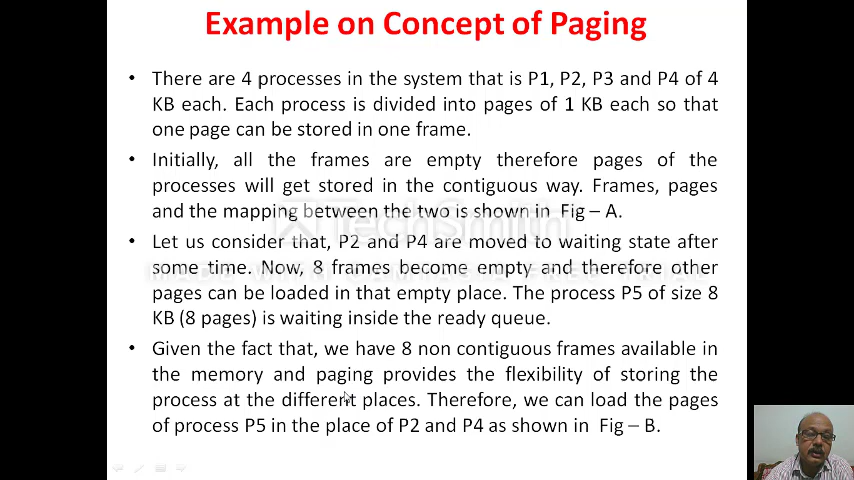 Example on Concept of Paging
• There are 4 processes in the system that is P1, P2, P3 and P4 of 4
KB each. Each process is divided into pages of 1 KB each so that
one page can be stored in one frame.
• Initially, all the frames are empty therefore pages of the
processes will get stored in the contiguous way. Frames, pages
and the mapping between the two is shown in Fig – A.
• Let us consider that, P2 and P4 are moved to waiting state after
some time. Now, 8 frames become empty and therefore other
pages can be loaded in that empty place. The process P5 of size 8
KB (8 pages) is waiting inside the ready queue.
• Given the fact that, we have 8 non contiguous frames available in
the memory and paging provides the flexibility of storing the
process at the different places. Therefore, we can load the pages
of process P5 in the place of P2 and P4 as shown in Fig – B.
TechSmith